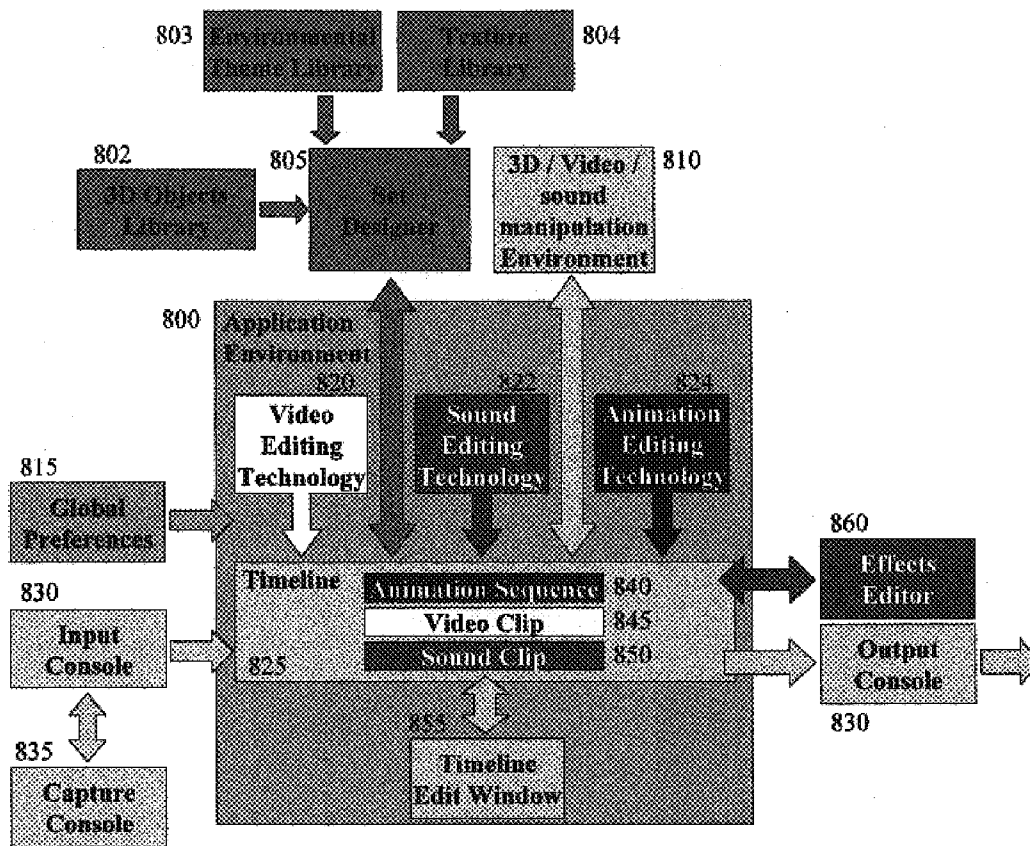 803
Environmental
Theme Library
Texture
Library
804
802
3D Objects
Library
805
Set
Designer
3D / Video /
sound
manipulation
Environment
810
800
Application
Environment
820
Video
Editing
Technology
822
Sound
Editing
Technology
824
Animation
Editing
Technology
815
Global
Preferences
830
Input
Console
835
Capture
Console
Timeline
825
Animation Sequence
840
Video Clip
845
Sound Clip
850
855
Timeline
Edit Window
860
Effects
Editor
Output
Console
830